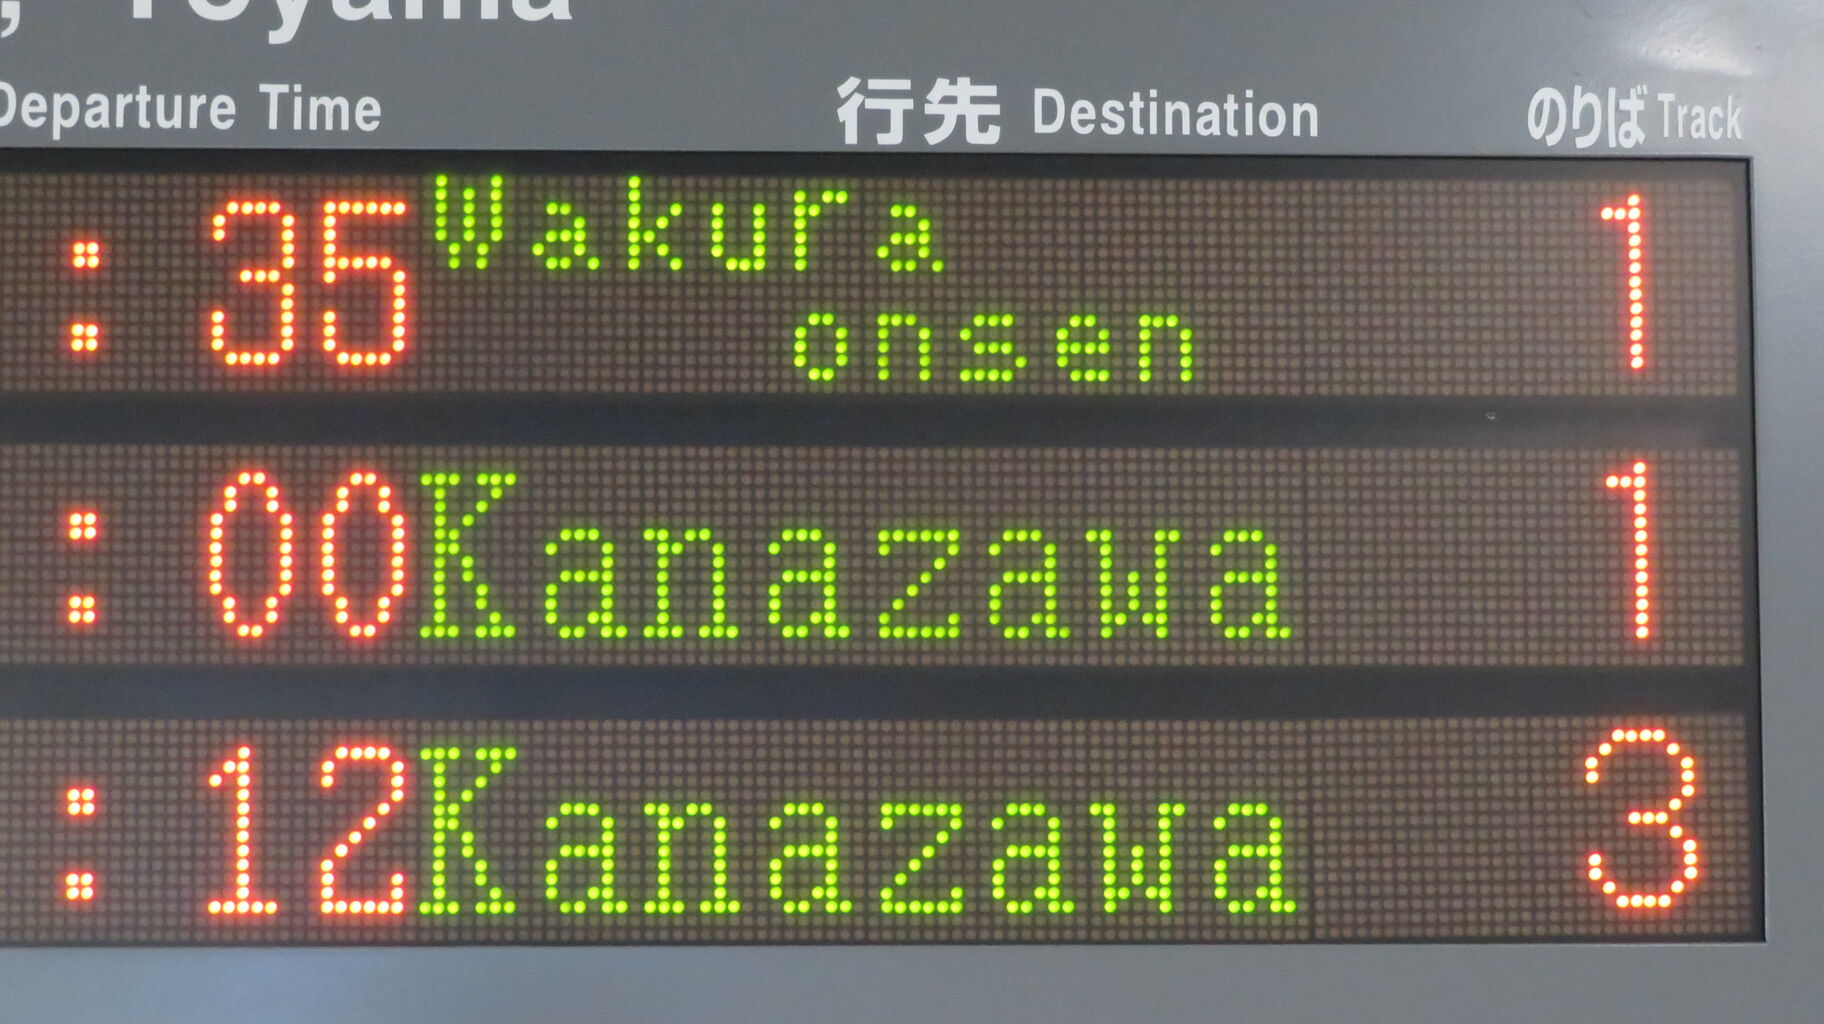 , Toyama
Departure Time 行先 Destination のりば Track
:35 Wakura 1
onsen
:00 Kanazawa 1
:12 Kanazawa 3